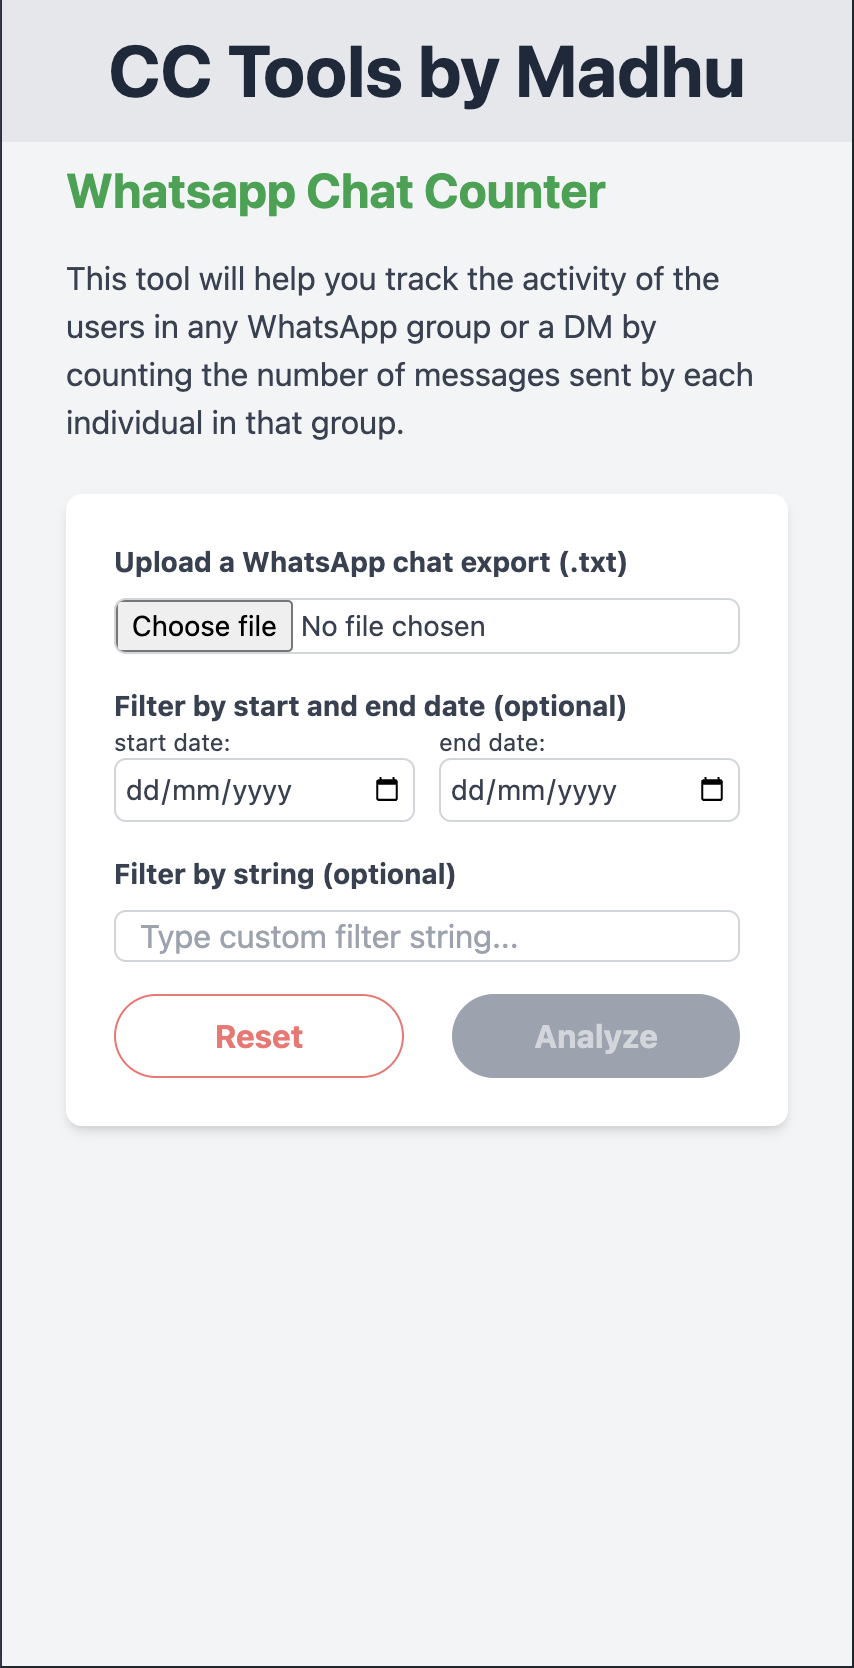 CC Tools by Madhu
Whatsapp Chat Counter
This tool will help you track the activity of the
users in any WhatsApp group or a DM by
counting the number of messages sent by each
individual in that group.
Upload a WhatsApp chat export (.txt)
Choose file No file chosen
Filter by start and end date (optional)
start date: end date:
dd/mm/yyyy dd/mm/yyyy
Filter by string (optional)
Type custom filter string...
Reset Analyze